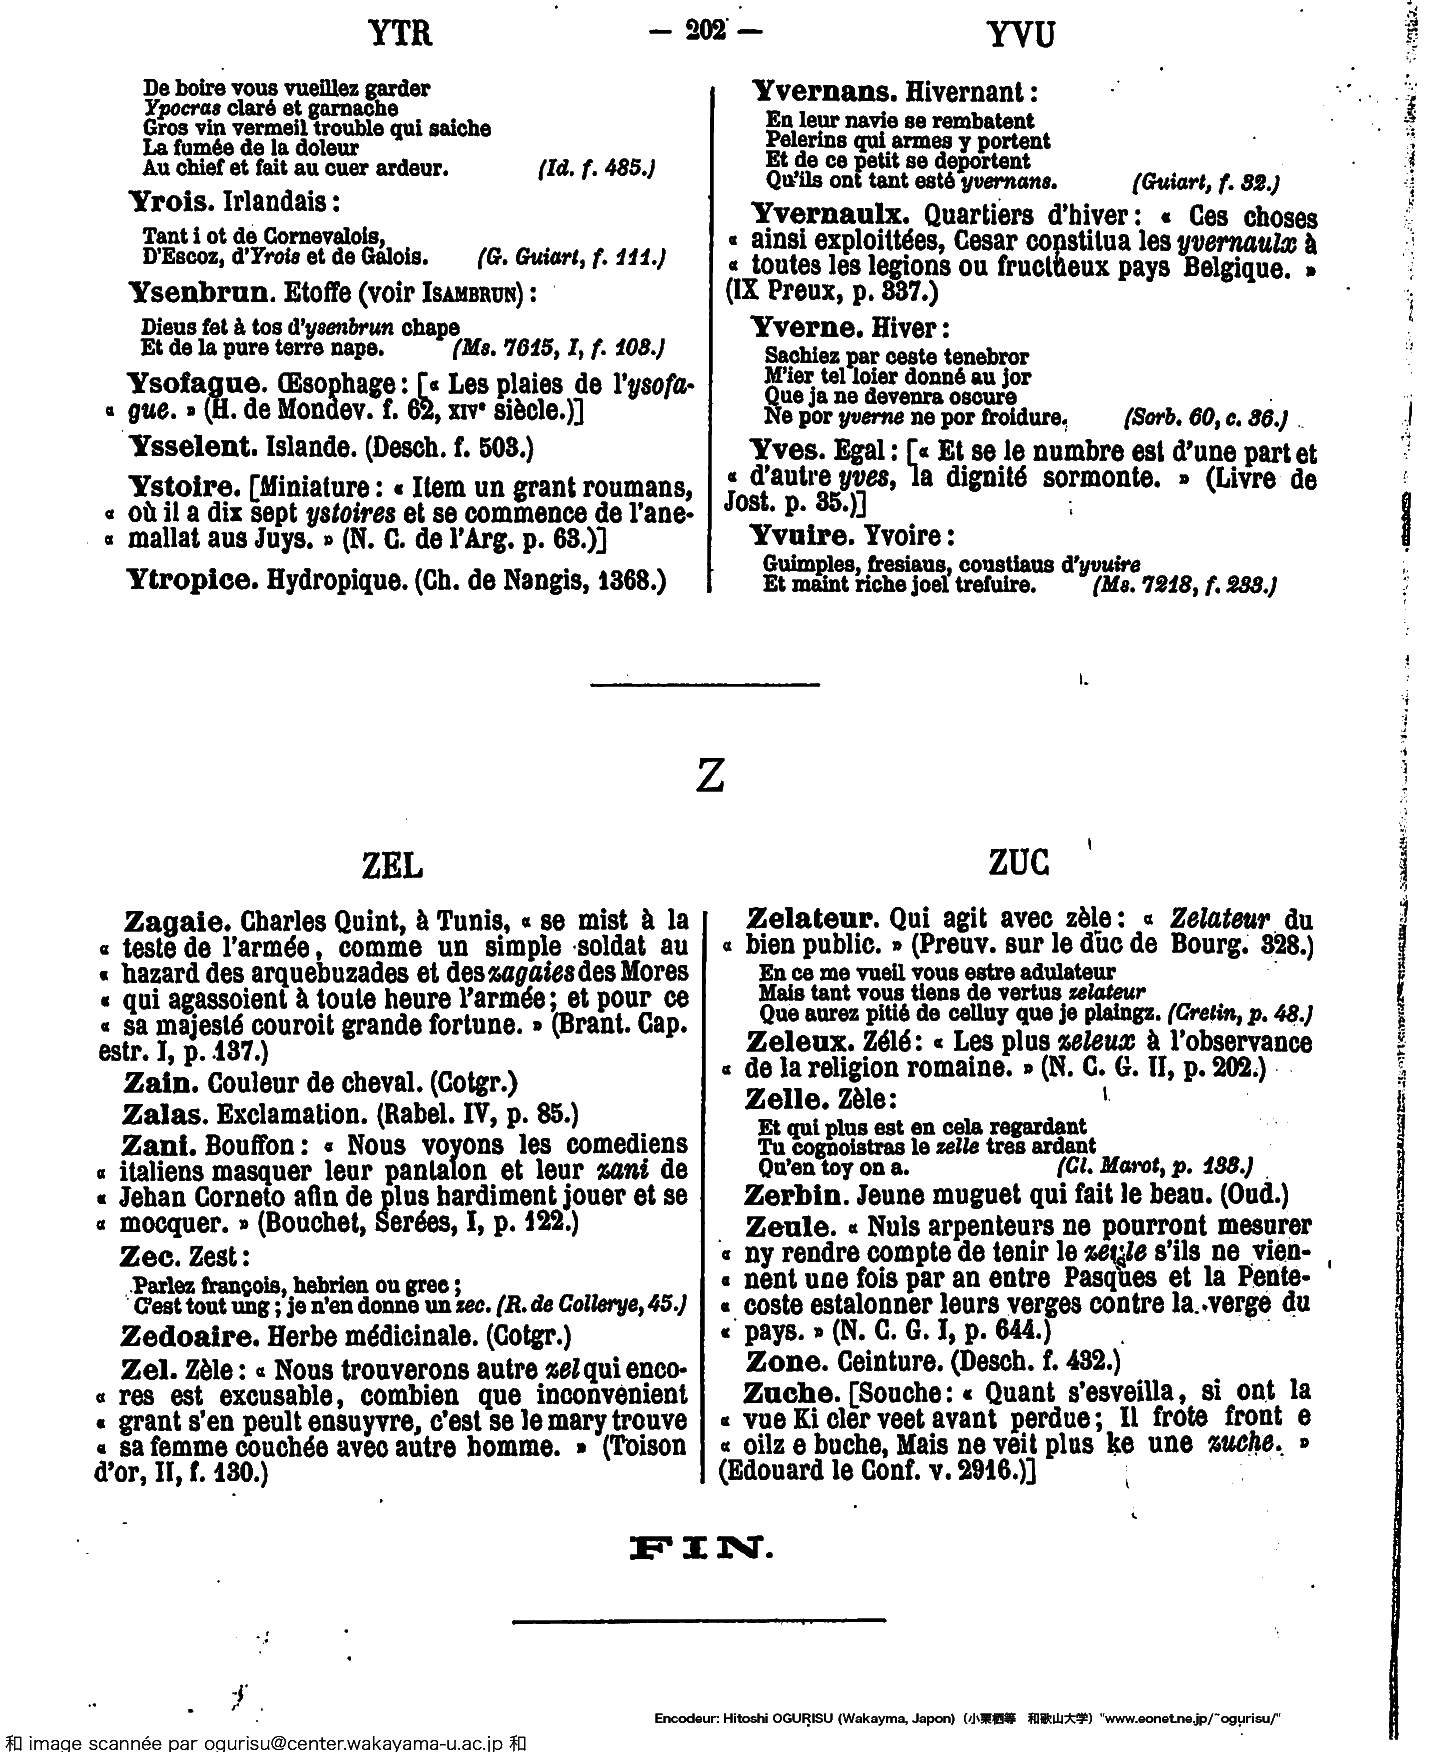 YTR — 202 — YVU
De boire vous vueillez garder
Ypocras claré et garnache
Gros vin vermeil trouble qui saiche
La fumée de la doleur
Au chief et fait au cuer ardeur. (Id. f. 485.)
Yrois. Irlandais :
Tant i ot de Cornevalois,
D'Escoz, d'Yrois et de Galois. (G. Guiart, f. 111.)
Ysenbrun. Etoffe (voir ISAMBRUN) :
Dieus fet à tos d'ysenbrun chape
Et de la pure terre nape. (Ms. 7615, I, f. 108.)
Ysofague. Œsophage : [« Les plaies de l'ysofa-
« gue. » (H. de Mondev. f. 62, XIVe siècle.)]
Ysselent. Islande. (Desch. f. 503.)
Ystoire. [Miniature : « Item un grant roumans,
« où il a dix sept ystoires et se commence de l'ane-
« mallat aus Juys. » (N. C. de l'Arg. p. 63.)]
Ytropice. Hydropique. (Ch. de Nangis, 1368.)
Yvernans. Hivernant :
En leur navie se rembatent
Pelerins qui armes y portent
Et de ce petit se deportent
Qu'ils ont tant esté yvernans. (Guiart, f. 32.)
Yvernaulx. Quartiers d'hiver : « Ces choses
« ainsi exploittées, Cesar constitua les yvernaulx à
« toutes les legions ou fructueux pays Belgique. »
(IX Preux, p. 337.)
Yverne. Hiver :
Sachiez par ceste tenebror
M'ier tel loier donné au jor
Que ja ne devenra oscure
Ne por yverne ne por froidure. (Sorb. 60, c. 36.)
Yves. Egal : [« Et se le numbre est d'une part et
« d'autre yves, la dignité sormonte. » (Livre de
Jost. p. 35.)]
Yvuire. Yvoire :
Guimples, fresiaus, coustiaus d'yvuire
Et maint riche joel trefuire. (Ms. 7218, f. 233.)
Z
ZEL
Zagaie. Charles Quint, à Tunis, « se mist à la
« teste de l'armée, comme un simple soldat au
« hazard des arquebuzades et des zagaies des Mores
« qui agassoient à toute heure l'armée ; et pour ce
« sa majesté couroit grande fortune. » (Brant. Cap.
estr. I, p. 137.)
Zain. Couleur de cheval. (Cotgr.)
Zalas. Exclamation. (Rabel. IV, p. 85.)
Zani. Bouffon : « Nous voyons les comediens
« italiens masquer leur pantalon et leur zani de
« Jehan Corneto afin de plus hardiment jouer et se
« mocquer. » (Bouchet, Serées, I, p. 122.)
Zec. Zest :
Parlez françois, hebrien ou grec ;
C'est tout ung ; je n'en donne un zec. (R. de Collerye, 45.)
Zedoaire. Herbe médicinale. (Cotgr.)
Zel. Zèle : « Nous trouverons autre zel qui enco-
« res est excusable, combien que inconvenient
« grant s'en peult ensuyvre, c'est se le mary trouve
« sa femme couchée avec autre homme. » (Toison
d'or, II, f. 130.)
ZUC
Zelateur. Qui agit avec zèle : « Zelateur du
« bien public. » (Preuv. sur le duc de Bourg. 328.)
En ce me vueil vous estre adulateur
Mais tant vous tiens de vertus zelateur
Que aurez pitié de celluy que je plaingz. (Cretin, p. 48.)
Zeleux. Zélé : « Les plus zeleux à l'observance
« de la religion romaine. » (N. C. G. II, p. 202.)
Zelle. Zèle :
Et qui plus est en cela regardant
Tu cognoistras le zelle tres ardant
Qu'en toy on a. (Cl. Marot, p. 133.)
Zerbin. Jeune muguet qui fait le beau. (Oud.)
Zeule. « Nuls arpenteurs ne pourront mesurer
« ny rendre compte de tenir le zeule s'ils ne vien-
« nent une fois par an entre Pasques et la Pente-
« coste estalonner leurs verges contre la verge du
« pays. » (N. C. G. I, p. 644.)
Zone. Ceinture. (Desch. f. 432.)
Zuche. [Souche : « Quant s'esveilla, si ont la
« vue Ki cler veet avant perdue ; Il frote front e
« oilz e buche, Mais ne veit plus ke une zuche. »
(Edouard le Conf. v. 2916.)]
FIN.
Encodeur: Hitoshi OGURISU (Wakayma, Japon) (小栗栖等 和歌山大学) "www.eonet.ne.jp/~ogurisu/"
和 image scannée par ogurisu@center.wakayama-u.ac.jp 和